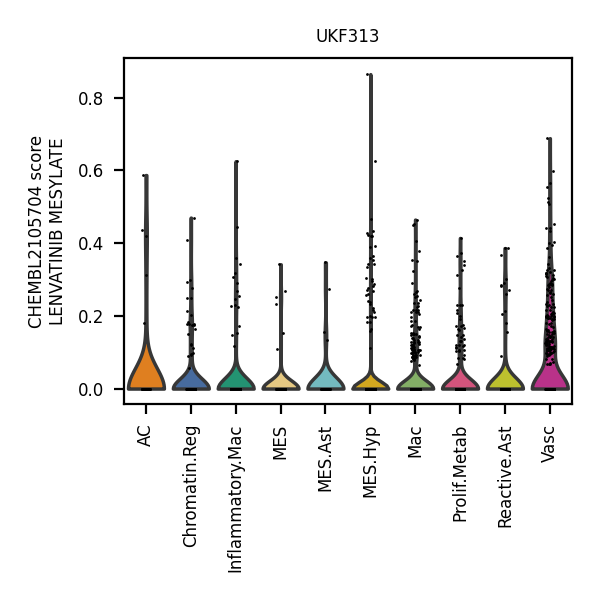 UKF313
CHEMBL2105704 score
LENVATINIB MESYLATE
0.8
0.6
0.4
0.2
0.0
AC
Chromatin.Reg
Inflammatory.Mac
MES
MES.Ast
MES.Hyp
Mac
Prolif.Metab
Reactive.Ast
Vasc